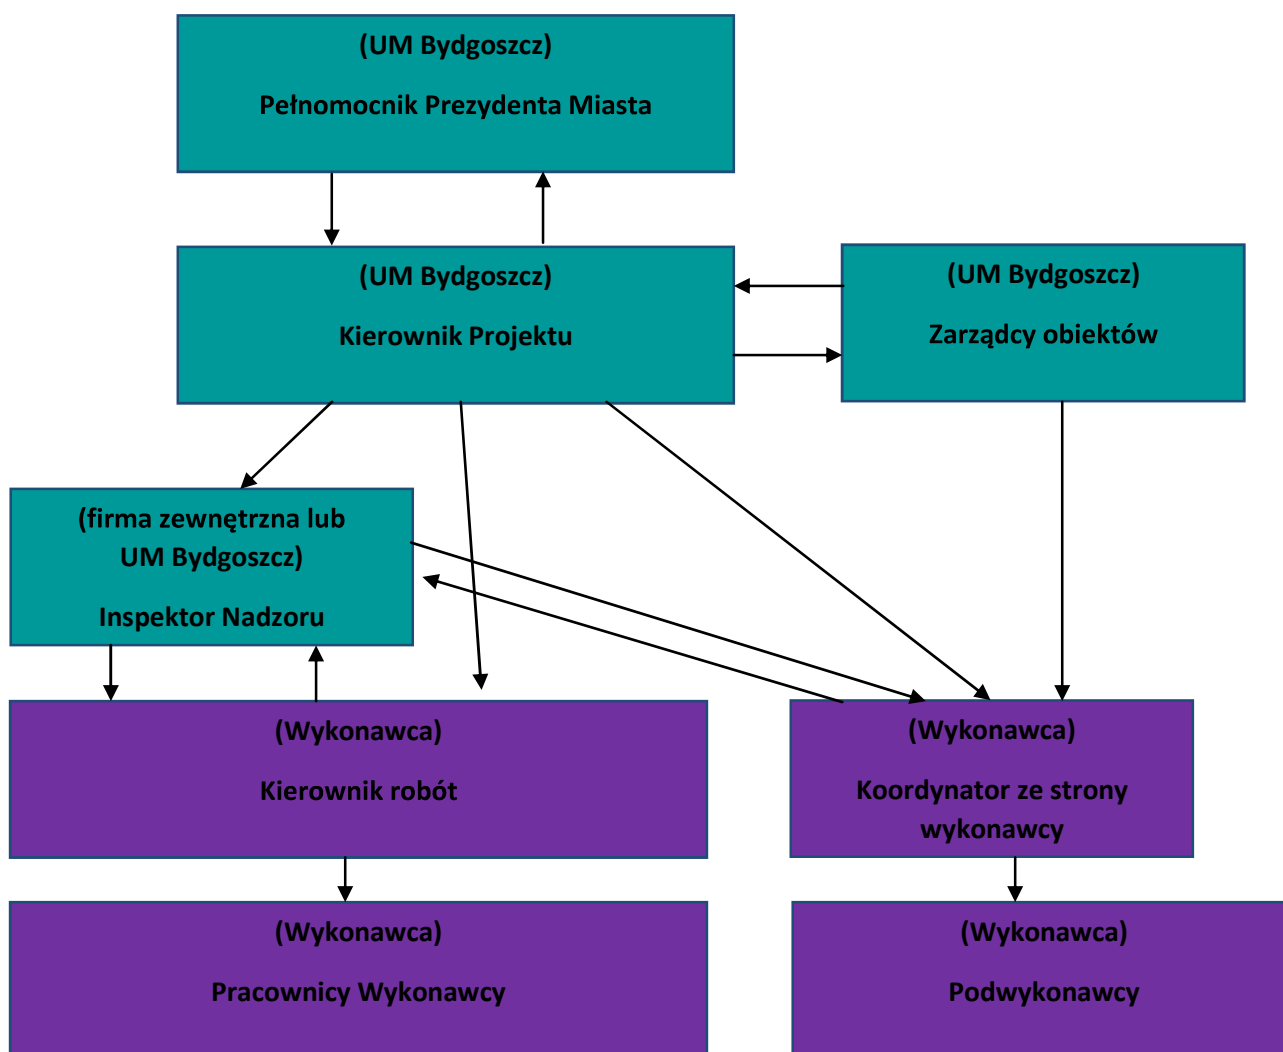 (UM Bydgoszcz)
Pełnomocnik Prezydenta Miasta
(UM Bydgoszcz)
Kierownik Projektu
(UM Bydgoszcz)
Zarządcy obiektów
(firma zewnętrzna lub
UM Bydgoszcz)
Inspektor Nadzoru
(Wykonawca)
Kierownik robót
(Wykonawca)
Koordynator ze strony
wykonawcy
(Wykonawca)
Pracownicy Wykonawcy
(Wykonawca)
Podwykonawcy